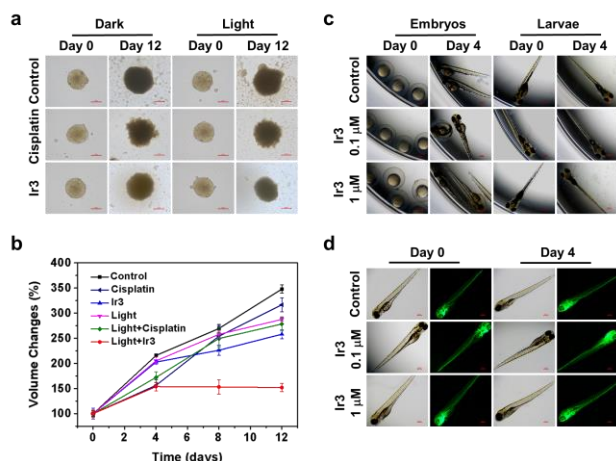 a
Dark Light
Day 0 Day 12 Day 0 Day 12
Control
Cisplatin
Ir3
b
Volume Changes (%)
400
350
300
250
200
150
100
Control
Cisplatin
Ir3
Light
Light+Cisplatin
Light+Ir3
0 2 4 6 8 10 12
Time (days)
c
Embryos Larvae
Day 0 Day 4 Day 0 Day 4
Control
Ir3
0.1 μM
Ir3
1 μM
d
Day 0 Day 4
Control
Ir3
0.1 μM
Ir3
1 μM